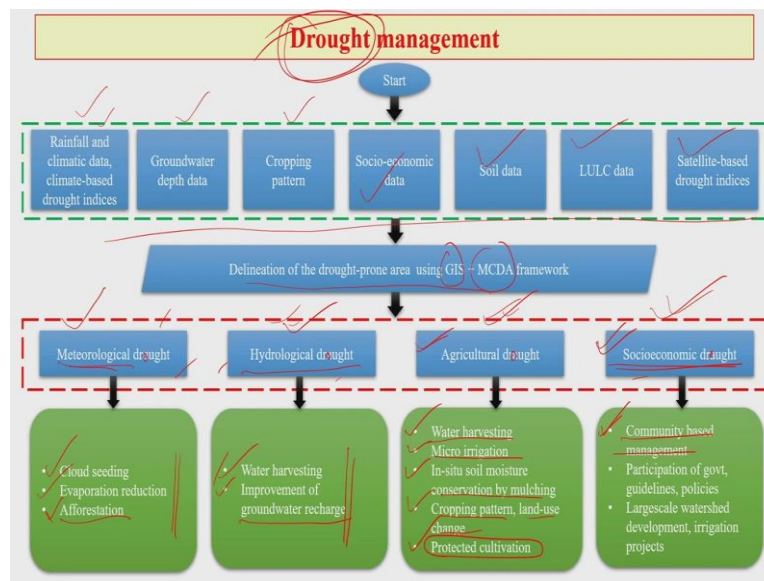 Drought management
Start
Rainfall and
climatic data,
climate-based
drought indices
Groundwater
depth data
Cropping
pattern
Socio-economic
data
Soil data
LULC data
Satellite-based
drought indices
Delineation of the drought-prone area using GIS – MCDA framework
Meteorological drought
Hydrological drought
Agricultural drought
Socioeconomic drought
• Cloud seeding
• Evaporation reduction
• Afforestation
• Water harvesting
• Improvement of
groundwater recharge
• Water harvesting
• Micro irrigation
• In-situ soil moisture
conservation by mulching
• Cropping pattern, land-use
change
• Protected cultivation
• Community based
management
• Participation of govt,
guidelines, policies
• Largescale watershed
development, irrigation
projects